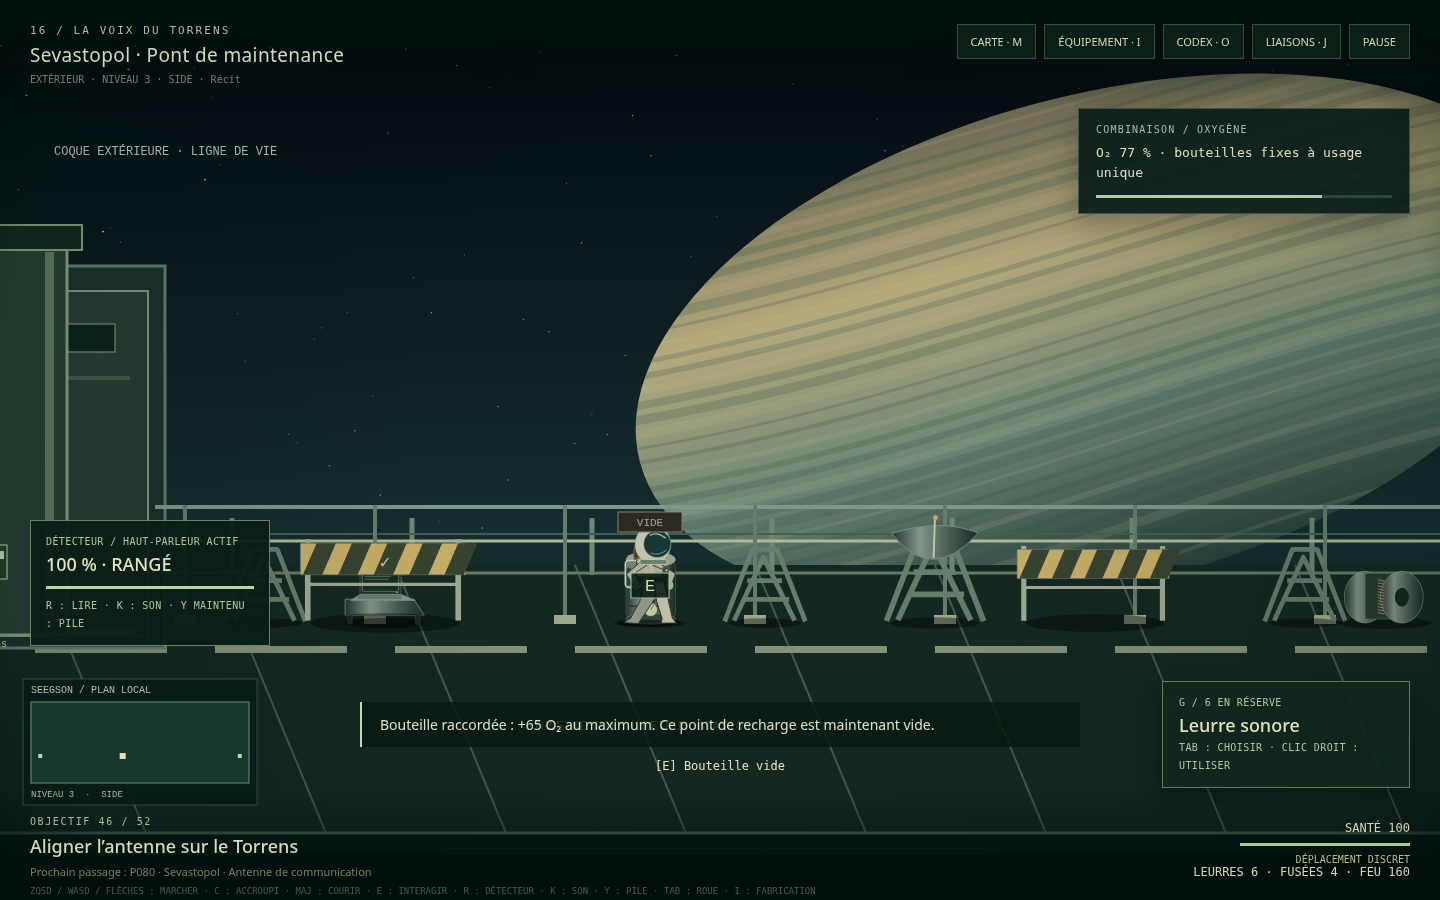 16 / LA VOIX DU TORRENS
Sevastopol · Pont de maintenance
EXTÉRIEUR · NIVEAU 3 · SIDE · Récit
CARTE · M
ÉQUIPEMENT · I
CODEX · O
LIAISONS · J
PAUSE
COQUE EXTÉRIEURE · LIGNE DE VIE
COMBINAISON / OXYGÈNE
O₂ 77 % · bouteilles fixes à usage
unique
VIDE
E
DÉTECTEUR / HAUT-PARLEUR ACTIF
100 % · RANGÉ
R : LIRE · K : SON · Y MAINTENU
: PILE
S
SEEGSON / PLAN LOCAL
NIVEAU 3 · SIDE
Bouteille raccordée : +65 O₂ au maximum. Ce point de recharge est maintenant vide.
[E] Bouteille vide
G / 6 EN RÉSERVE
Leurre sonore
TAB : CHOISIR · CLIC DROIT :
UTILISER
OBJECTIF 46 / 52
Aligner l’antenne sur le Torrens
Prochain passage : P080 · Sevastopol · Antenne de communication
ZQSD / WASD / FLÈCHES : MARCHER · C : ACCROUPI · MAJ : COURIR · E : INTERAGIR · R : DÉTECTEUR · K : SON · Y : PILE · TAB : ROUE · I : FABRICATION
SANTÉ 100
DÉPLACEMENT DISCRET
LEURRES 6 · FUSÉES 4 · FEU 160